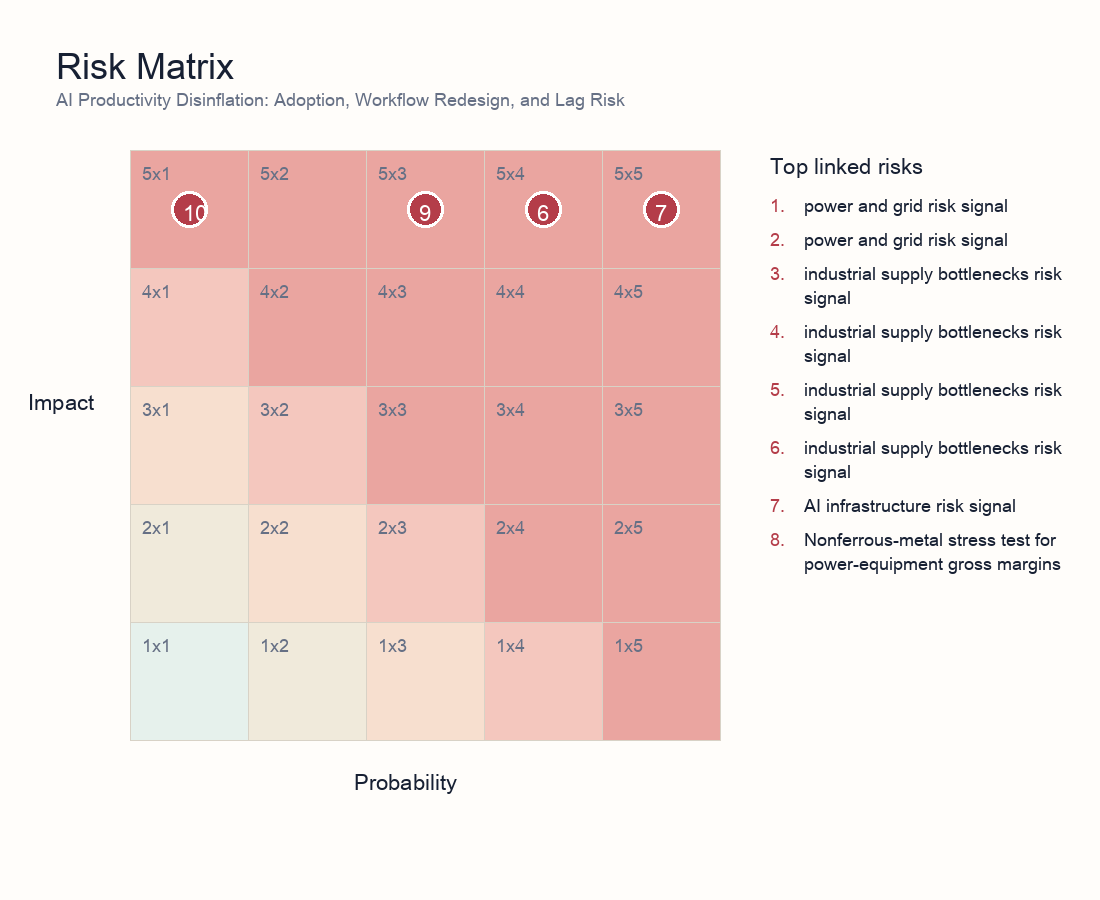 Risk Matrix
AI Productivity Disinflation: Adoption, Workflow Redesign, and Lag Risk
5x1
5x2
5x3
5x4
5x5
10
9
6
7
4x1
4x2
4x3
4x4
4x5
Impact
3x1
3x2
3x3
3x4
3x5
2x1
2x2
2x3
2x4
2x5
1x1
1x2
1x3
1x4
1x5
Probability
Top linked risks
1. power and grid risk signal
2. power and grid risk signal
3. industrial supply bottlenecks risk
signal
4. industrial supply bottlenecks risk
signal
5. industrial supply bottlenecks risk
signal
6. industrial supply bottlenecks risk
signal
7. AI infrastructure risk signal
8. Nonferrous-metal stress test for
power-equipment gross margins